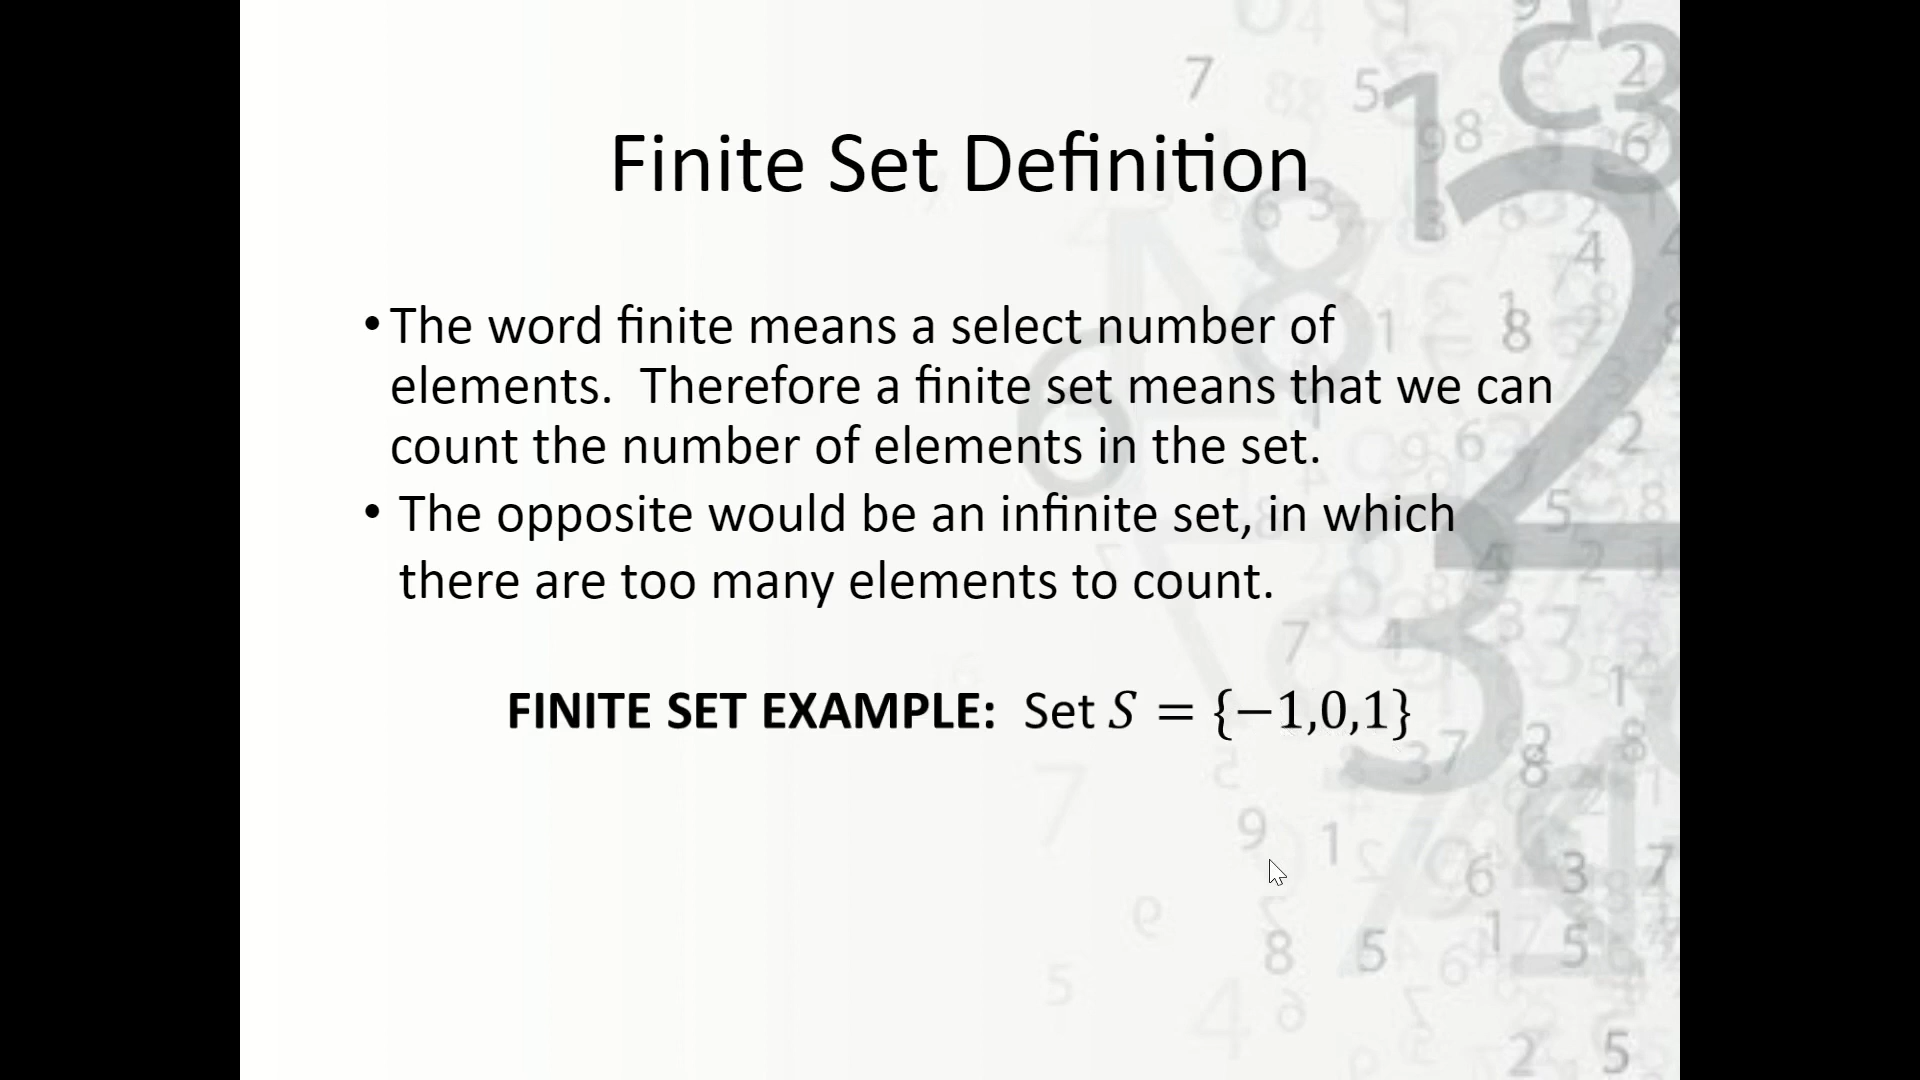 Finite Set Definition
• The word finite means a select number of
elements.  Therefore a finite set means that we can
count the number of elements in the set.
• The opposite would be an infinite set, in which
there are too many elements to count.
FINITE SET EXAMPLE:  Set S = {−1,0,1}